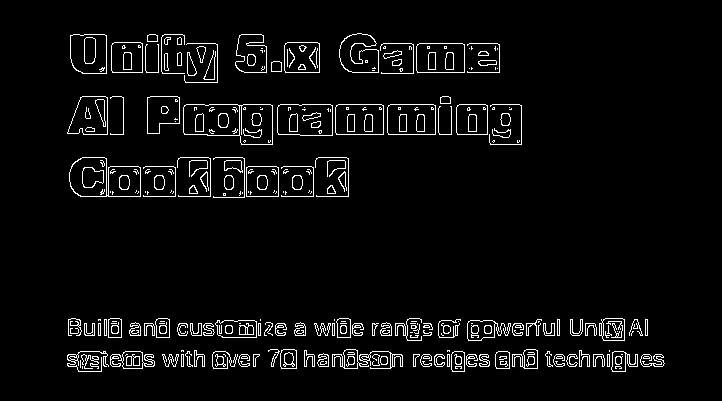 Unity 5.x Game
AI Programming
Cookbook
Build and customize a wide range of powerful Unity AI
systems with over 70 hands-on recipes and techniques